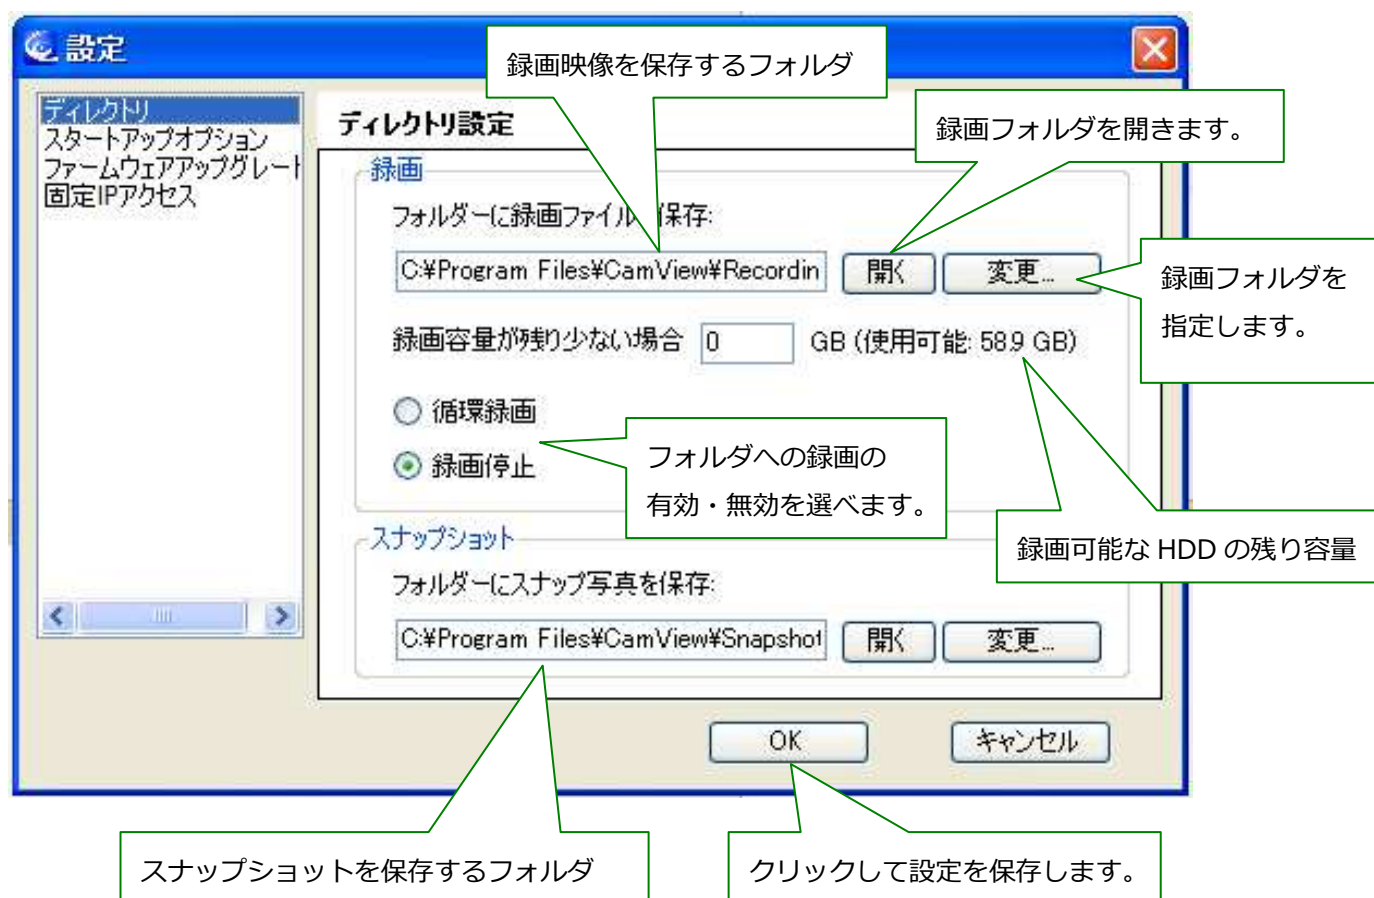 設定
録画映像を保存するフォルダ
ディレクトリ
スタートアップオプション
ファームウェアアップグレート
固定IPアクセス
ディレクトリ設定
録画フォルダを開きます。
録画
フォルダーに録画ファイル 保存:
C:¥Program Files¥CamView¥Recordin
開く
変更...
録画フォルダを
指定します。
録画容量が残り少ない場合 0 GB (使用可能: 58.9 GB)
循環録画
録画停止
フォルダへの録画の
有効・無効を選べます。
録画可能な HDD の残り容量
スナップショット
フォルダーにスナップ写真を保存:
C:¥Program Files¥CamView¥Snapshot
開く
変更...
OK
キャンセル
スナップショットを保存するフォルダ
クリックして設定を保存します。